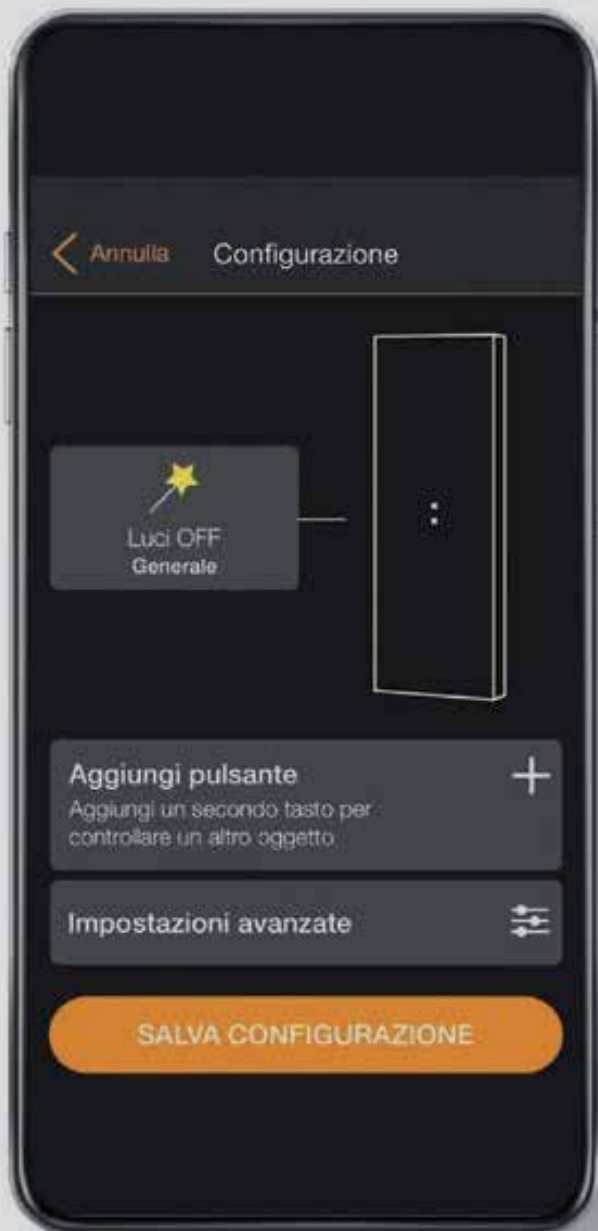 Annulla
Configurazione
Luci OFF
Generale
Aggiungi pulsante
Aggiungi un secondo tasto per
controllare un altro oggetto
Impostazioni avanzate
SALVA CONFIGURAZIONE